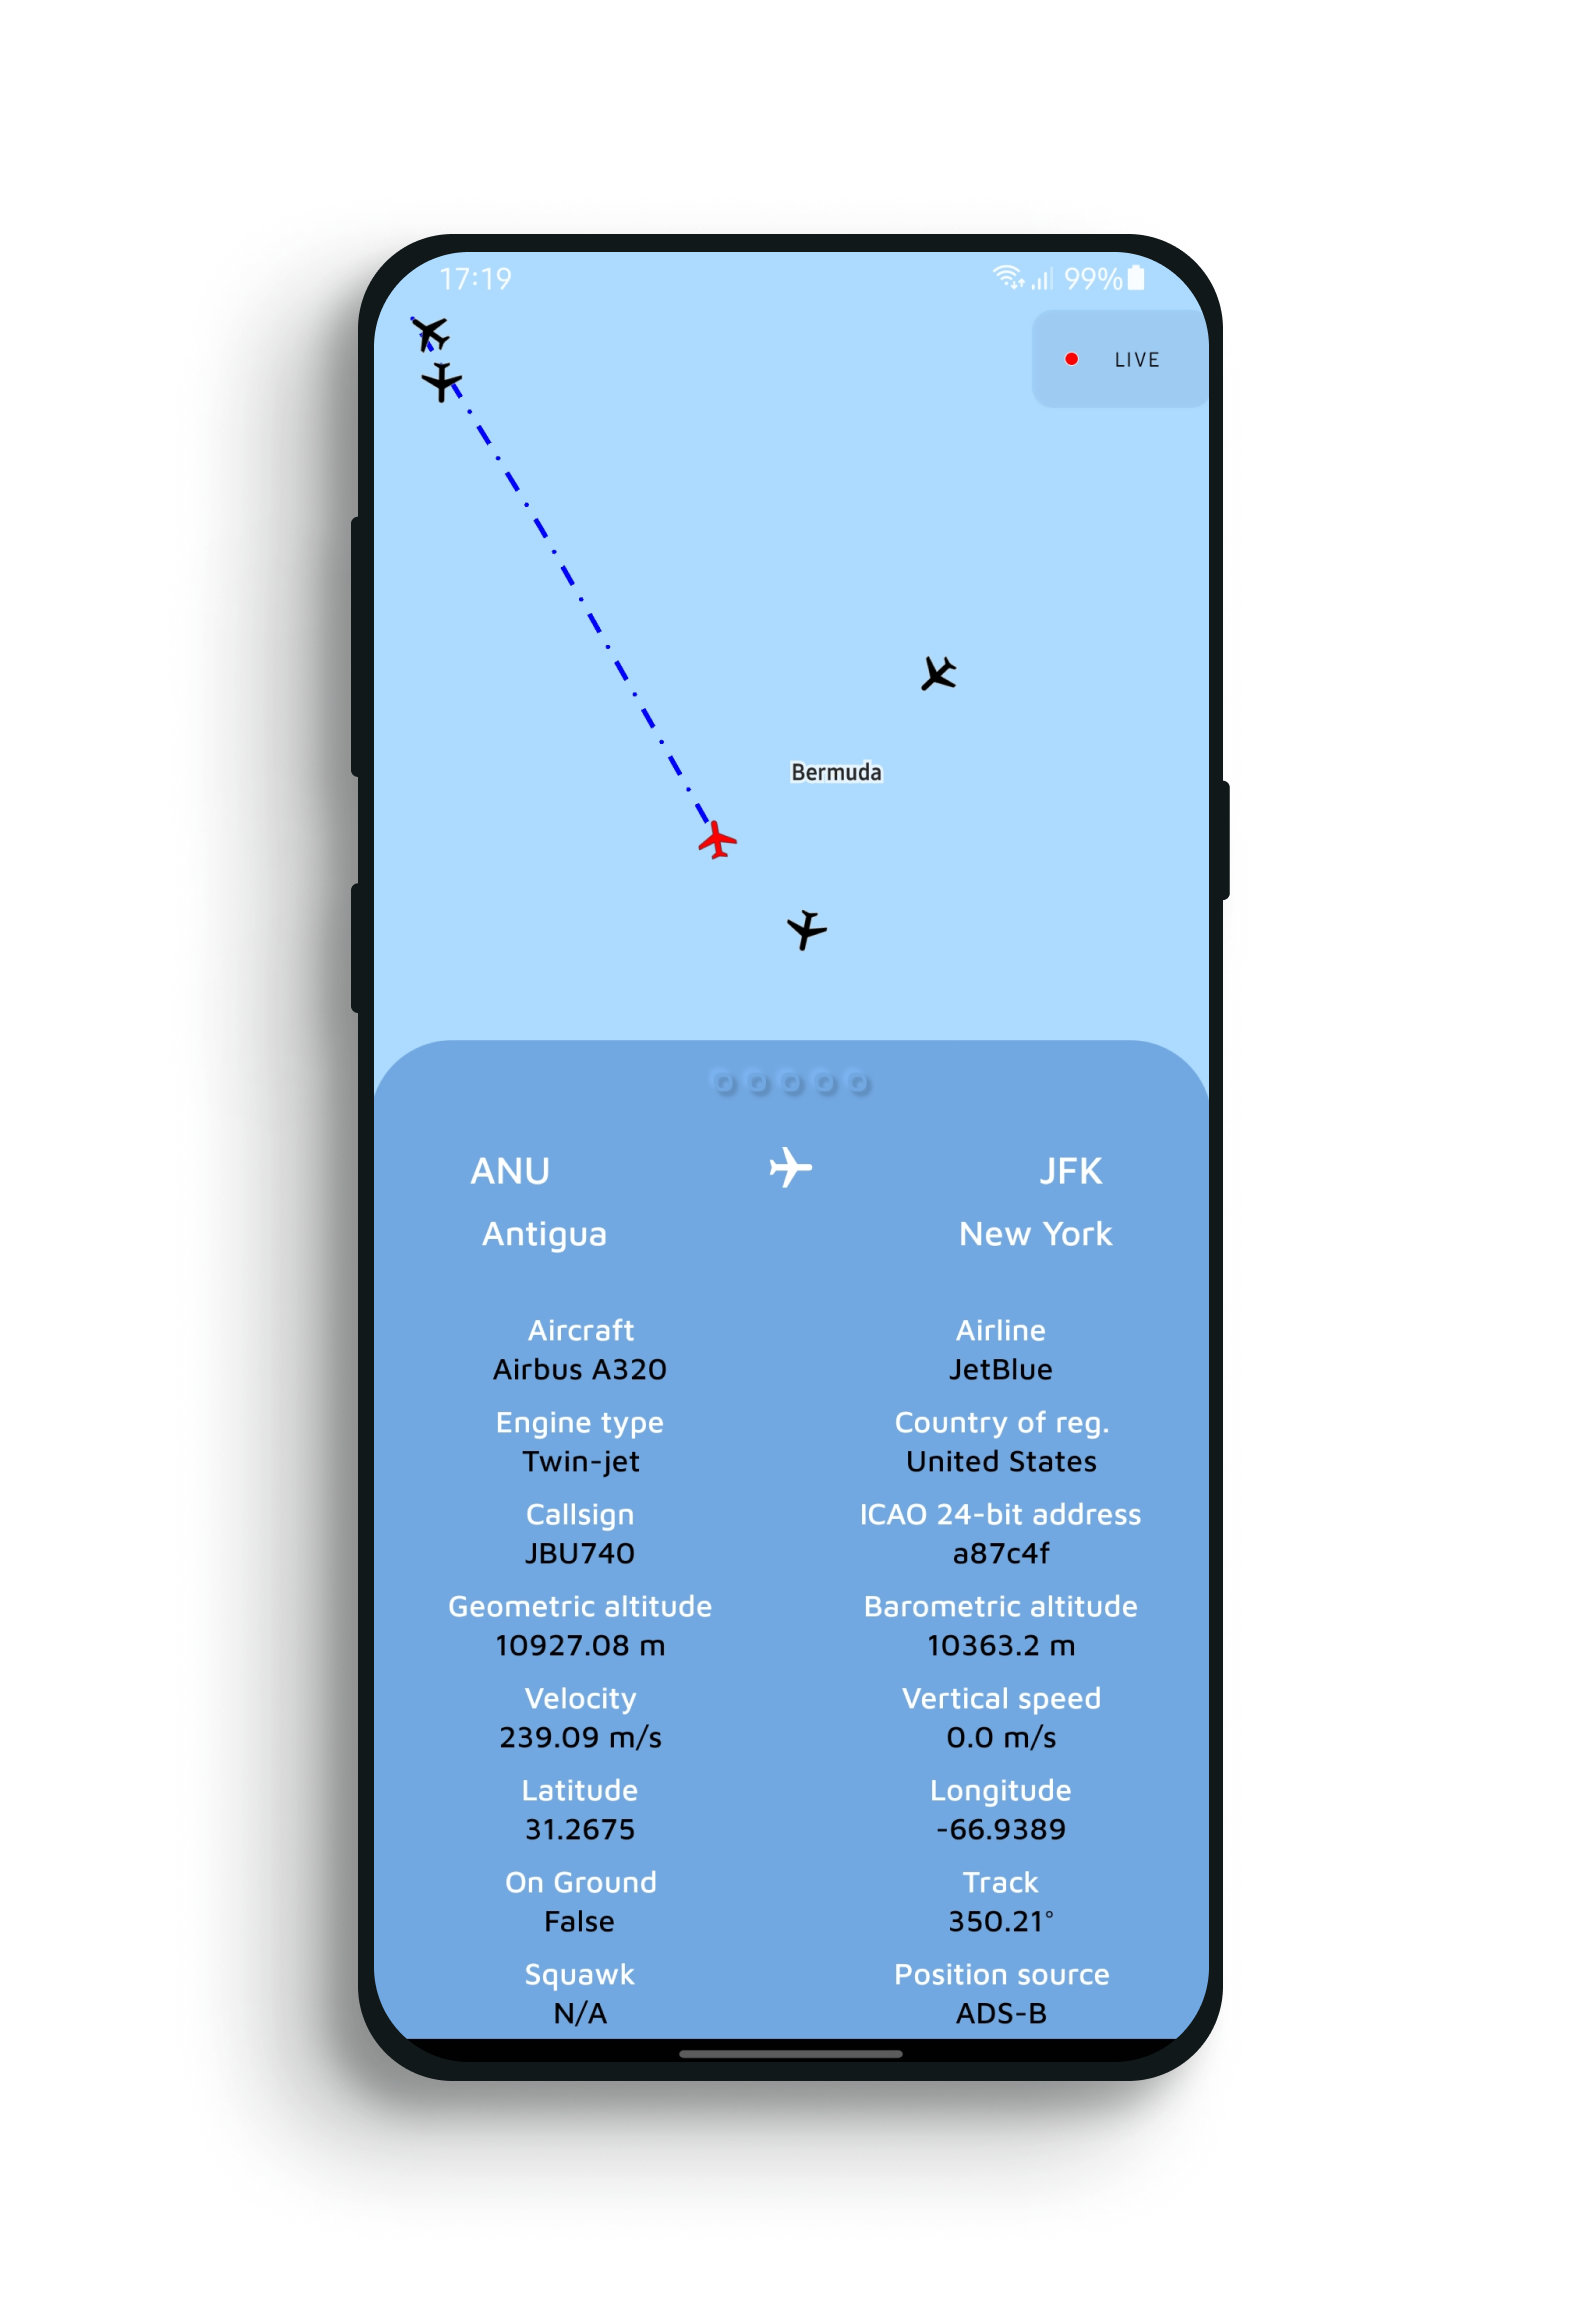 17:19 99%
LIVE
Bermuda
ANU JFK
Antigua New York
Aircraft Airline
Airbus A320 JetBlue
Engine type Country of reg.
Twin-jet United States
Callsign ICAO 24-bit address
JBU740 a87c4f
Geometric altitude Barometric altitude
10927.08 m 10363.2 m
Velocity Vertical speed
239.09 m/s 0.0 m/s
Latitude Longitude
31.2675 -66.9389
On Ground Track
False 350.21°
Squawk Position source
N/A ADS-B